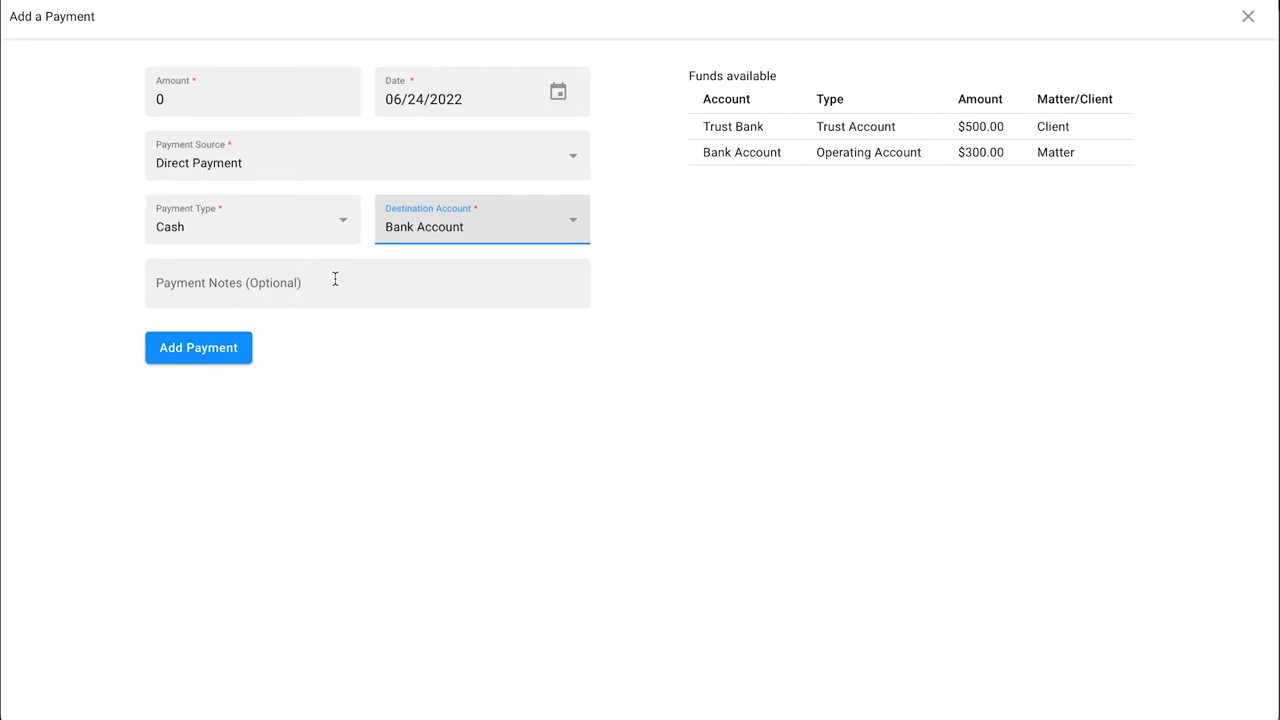 Add a Payment
Amount *
0
Date *
06/24/2022
Payment Source *
Direct Payment
Payment Type *
Cash
Destination Account *
Bank Account
Payment Notes (Optional)
Add Payment
Funds available
Account Type Amount Matter/Client
Trust Bank Trust Account $500.00 Client
Bank Account Operating Account $300.00 Matter